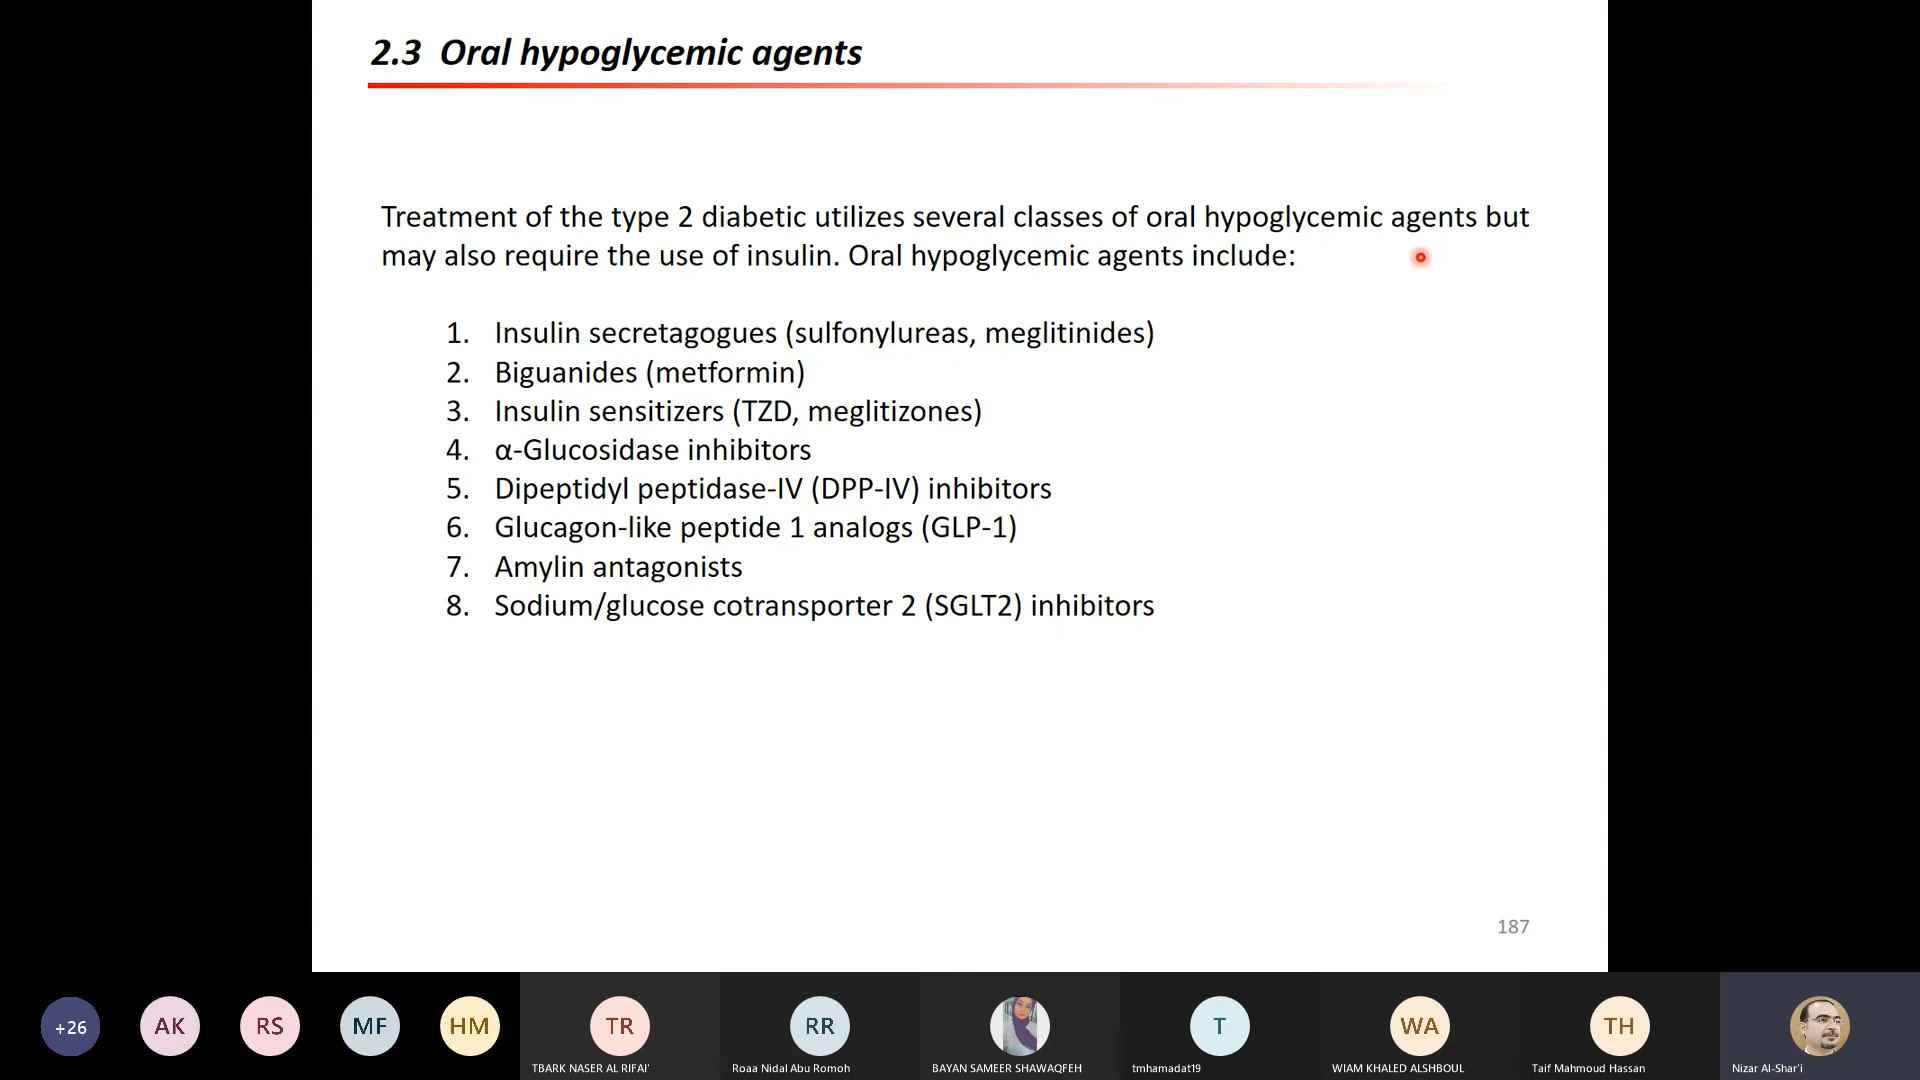 2.3 Oral hypoglycemic agents
Treatment of the type 2 diabetic utilizes several classes of oral hypoglycemic agents but
may also require the use of insulin. Oral hypoglycemic agents include:
1. Insulin secretagogues (sulfonylureas, meglitinides)
2. Biguanides (metformin)
3. Insulin sensitizers (TZD, meglitizones)
4. α-Glucosidase inhibitors
5. Dipeptidyl peptidase-IV (DPP-IV) inhibitors
6. Glucagon-like peptide 1 analogs (GLP-1)
7. Amylin antagonists
8. Sodium/glucose cotransporter 2 (SGLT2) inhibitors
187
+26 AK RS MF HM TR RR T WA TH
TBARK NASER AL RIFAI' Roaa Nidal Abu Romoh BAYAN SAMEER SHAWAQFEH tmhamadat19 WIAM KHALED ALSHBOUL Taif Mahmoud Hassan Nizar Al-Shar'i